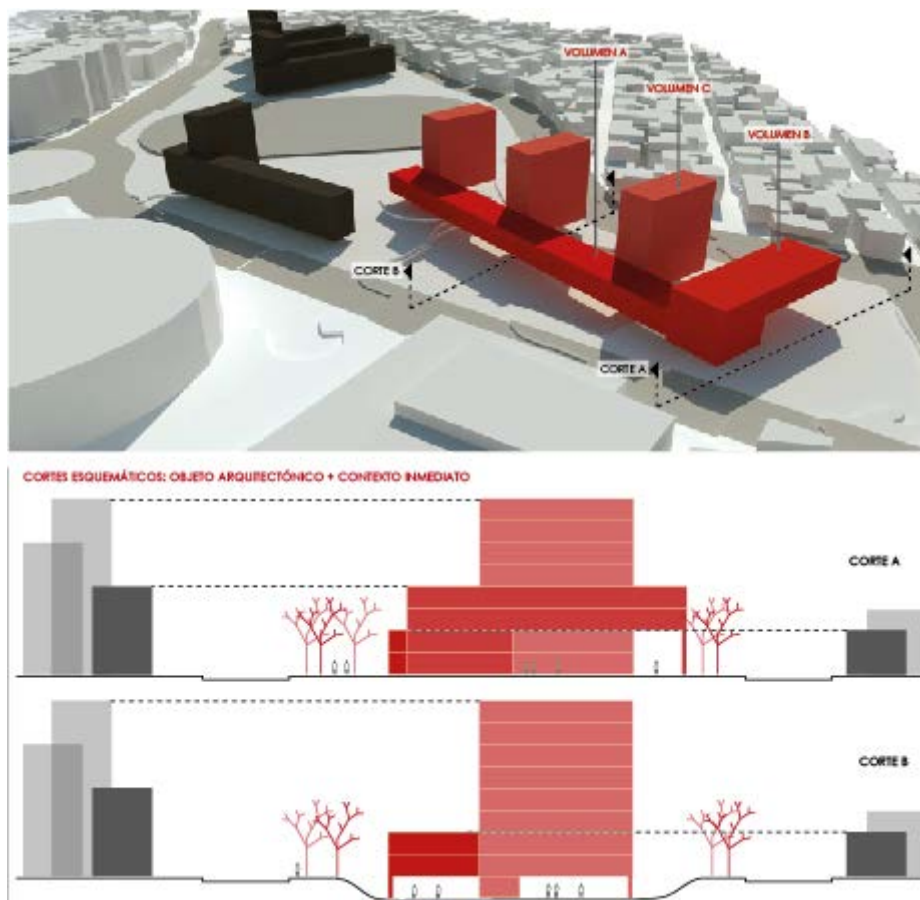 VOLUMEN A
VOLUMEN C
VOLUMEN B
CORTE B
CORTE A
CORTES ESQUEMÁTICOS: OBJETO ARQUITECTÓNICO + CONTEXTO INMEDIATO
CORTE A
CORTE B